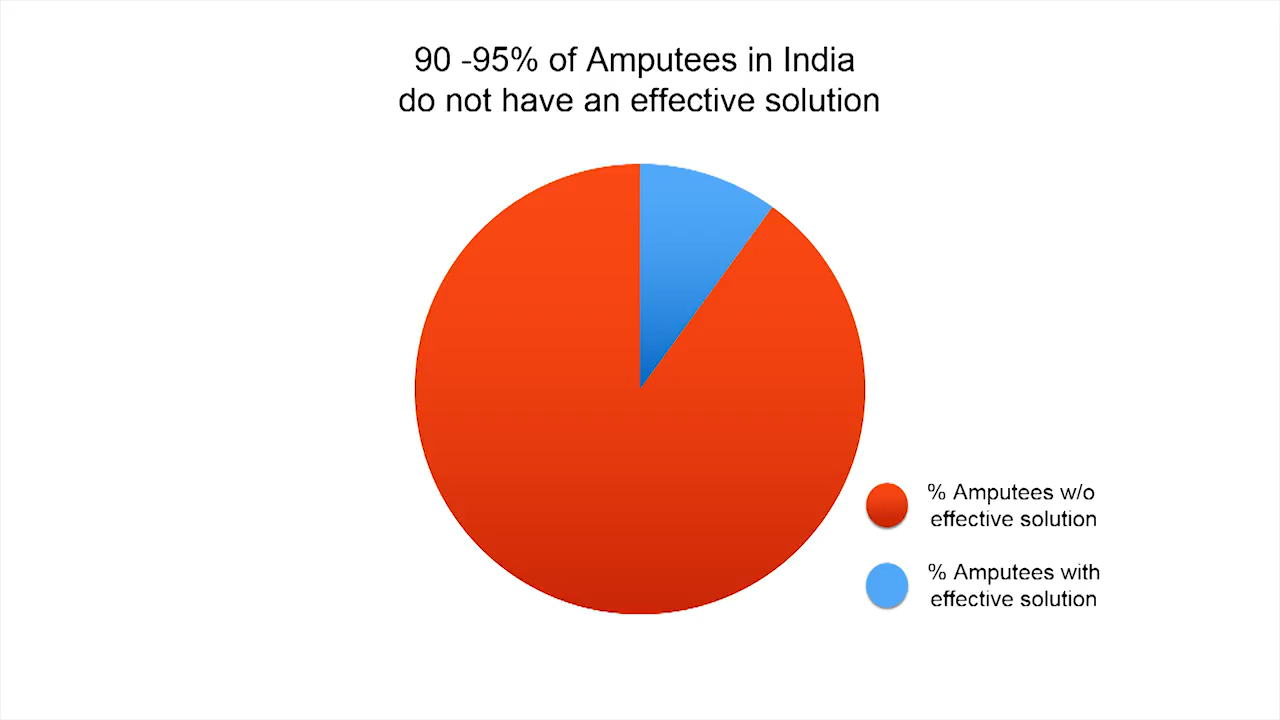 90 -95% of Amputees in India
do not have an effective solution
% Amputees w/o
effective solution
% Amputees with
effective solution